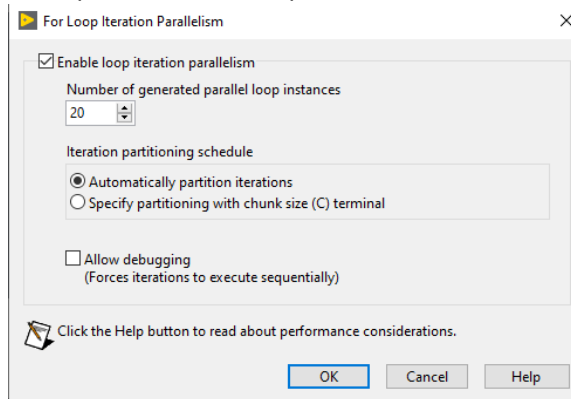 For Loop Iteration Parallelism
Enable loop iteration parallelism
Number of generated parallel loop instances
20
Iteration partitioning schedule
Automatically partition iterations
Specify partitioning with chunk size (C) terminal
Allow debugging
(Forces iterations to execute sequentially)
Click the Help button to read about performance considerations.
OK Cancel Help